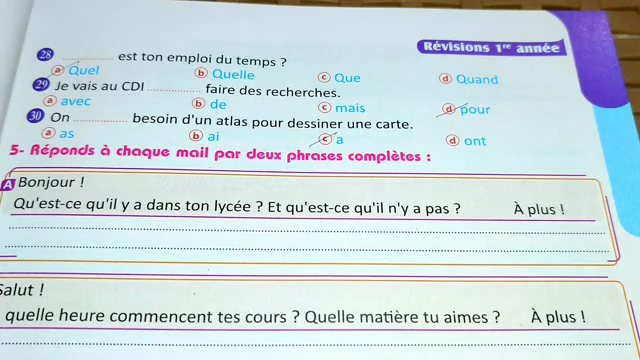 Révisions 1re année
28 ............ est ton emploi du temps ?
a Quel b Quelle c Que d Quand
29 Je vais au CDI ............ faire des recherches.
a avec b de c mais d pour
30 On ............ besoin d'un atlas pour dessiner une carte.
a as b ai c a d ont
5- Réponds à chaque mail par deux phrases complètes :
A Bonjour !
Qu'est-ce qu'il y a dans ton lycée ? Et qu'est-ce qu'il n'y a pas ? À plus !
Salut !
quelle heure commencent tes cours ? Quelle matière tu aimes ? À plus !